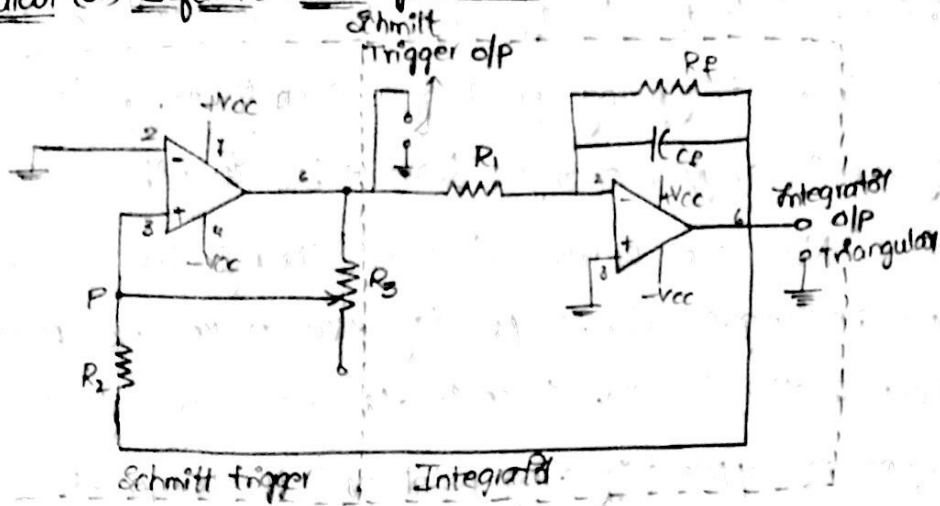 Schmitt
Trigger o/p
Rf
+Vcc
2
-
7
6
R1
Cf
2
-
+Vcc
6
Integrator
o/p
Triangular
3
+
4
-Vcc
3
+
-Vcc
P
R3
R2
Schmitt trigger
Integrator.